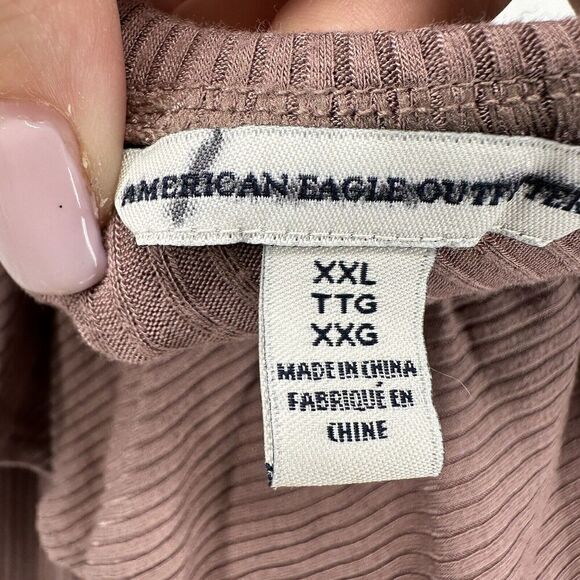 AMERICAN EAGLE OUTFITTER
XXL
TTG
XXG
MADE IN CHINA
FABRIQUÉ EN
CHINE